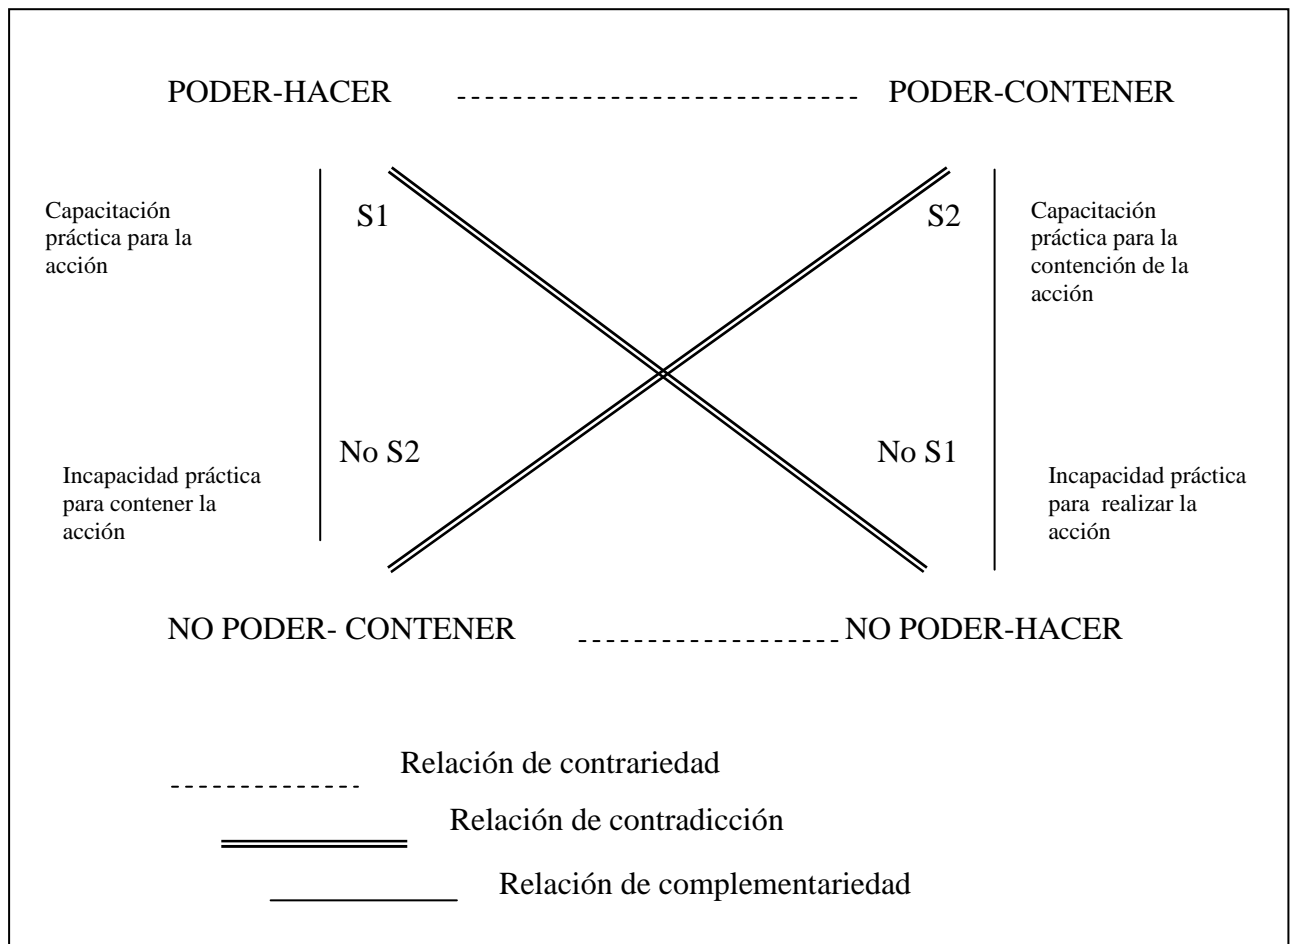 PODER-HACER
PODER-CONTENER
S1
S2
Capacitación
práctica para la
acción
Capacitación
práctica para la
contención de la
acción
No S2
No S1
Incapacidad práctica
para contener la
acción
Incapacidad práctica
para realizar la
acción
NO PODER- CONTENER
NO PODER-HACER
Relación de contrariedad
Relación de contradicción
Relación de complementariedad